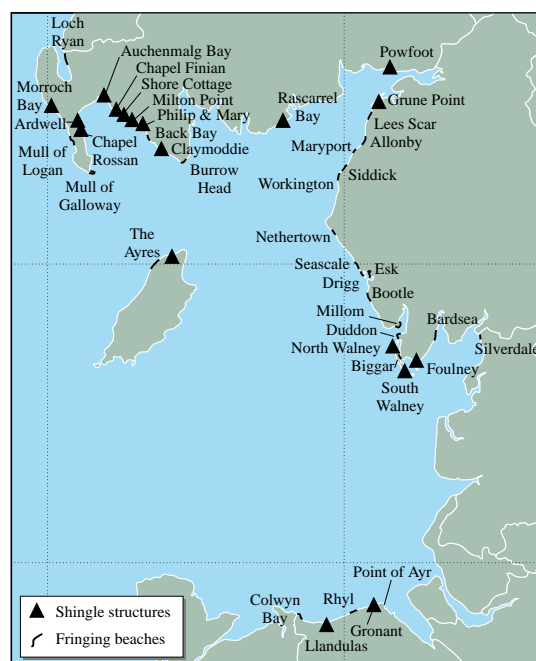 Loch
Ryan
Auchenmalg Bay
Chapel Finian
Shore Cottage
Milton Point
Philip & Mary
Back Bay
Claymoddie
Burrow
Head
Morroch
Bay
Ardwell
Mull of
Logan
Chapel
Rossan
Mull of
Galloway
Rascarrel
Bay
Powfoot
Grune Point
Lees Scar
Allonby
Maryport
Siddick
Workington
The
Ayres
Nethertown
Seascale
Esk
Drigg
Bootle
Millom
Bardsea
Duddon
North Walney
Silverdale
Biggar
Foulney
South
Walney
Point of Ayr
Colwyn
Bay
Rhyl
Gronant
Llandulas
Shingle structures
Fringing beaches